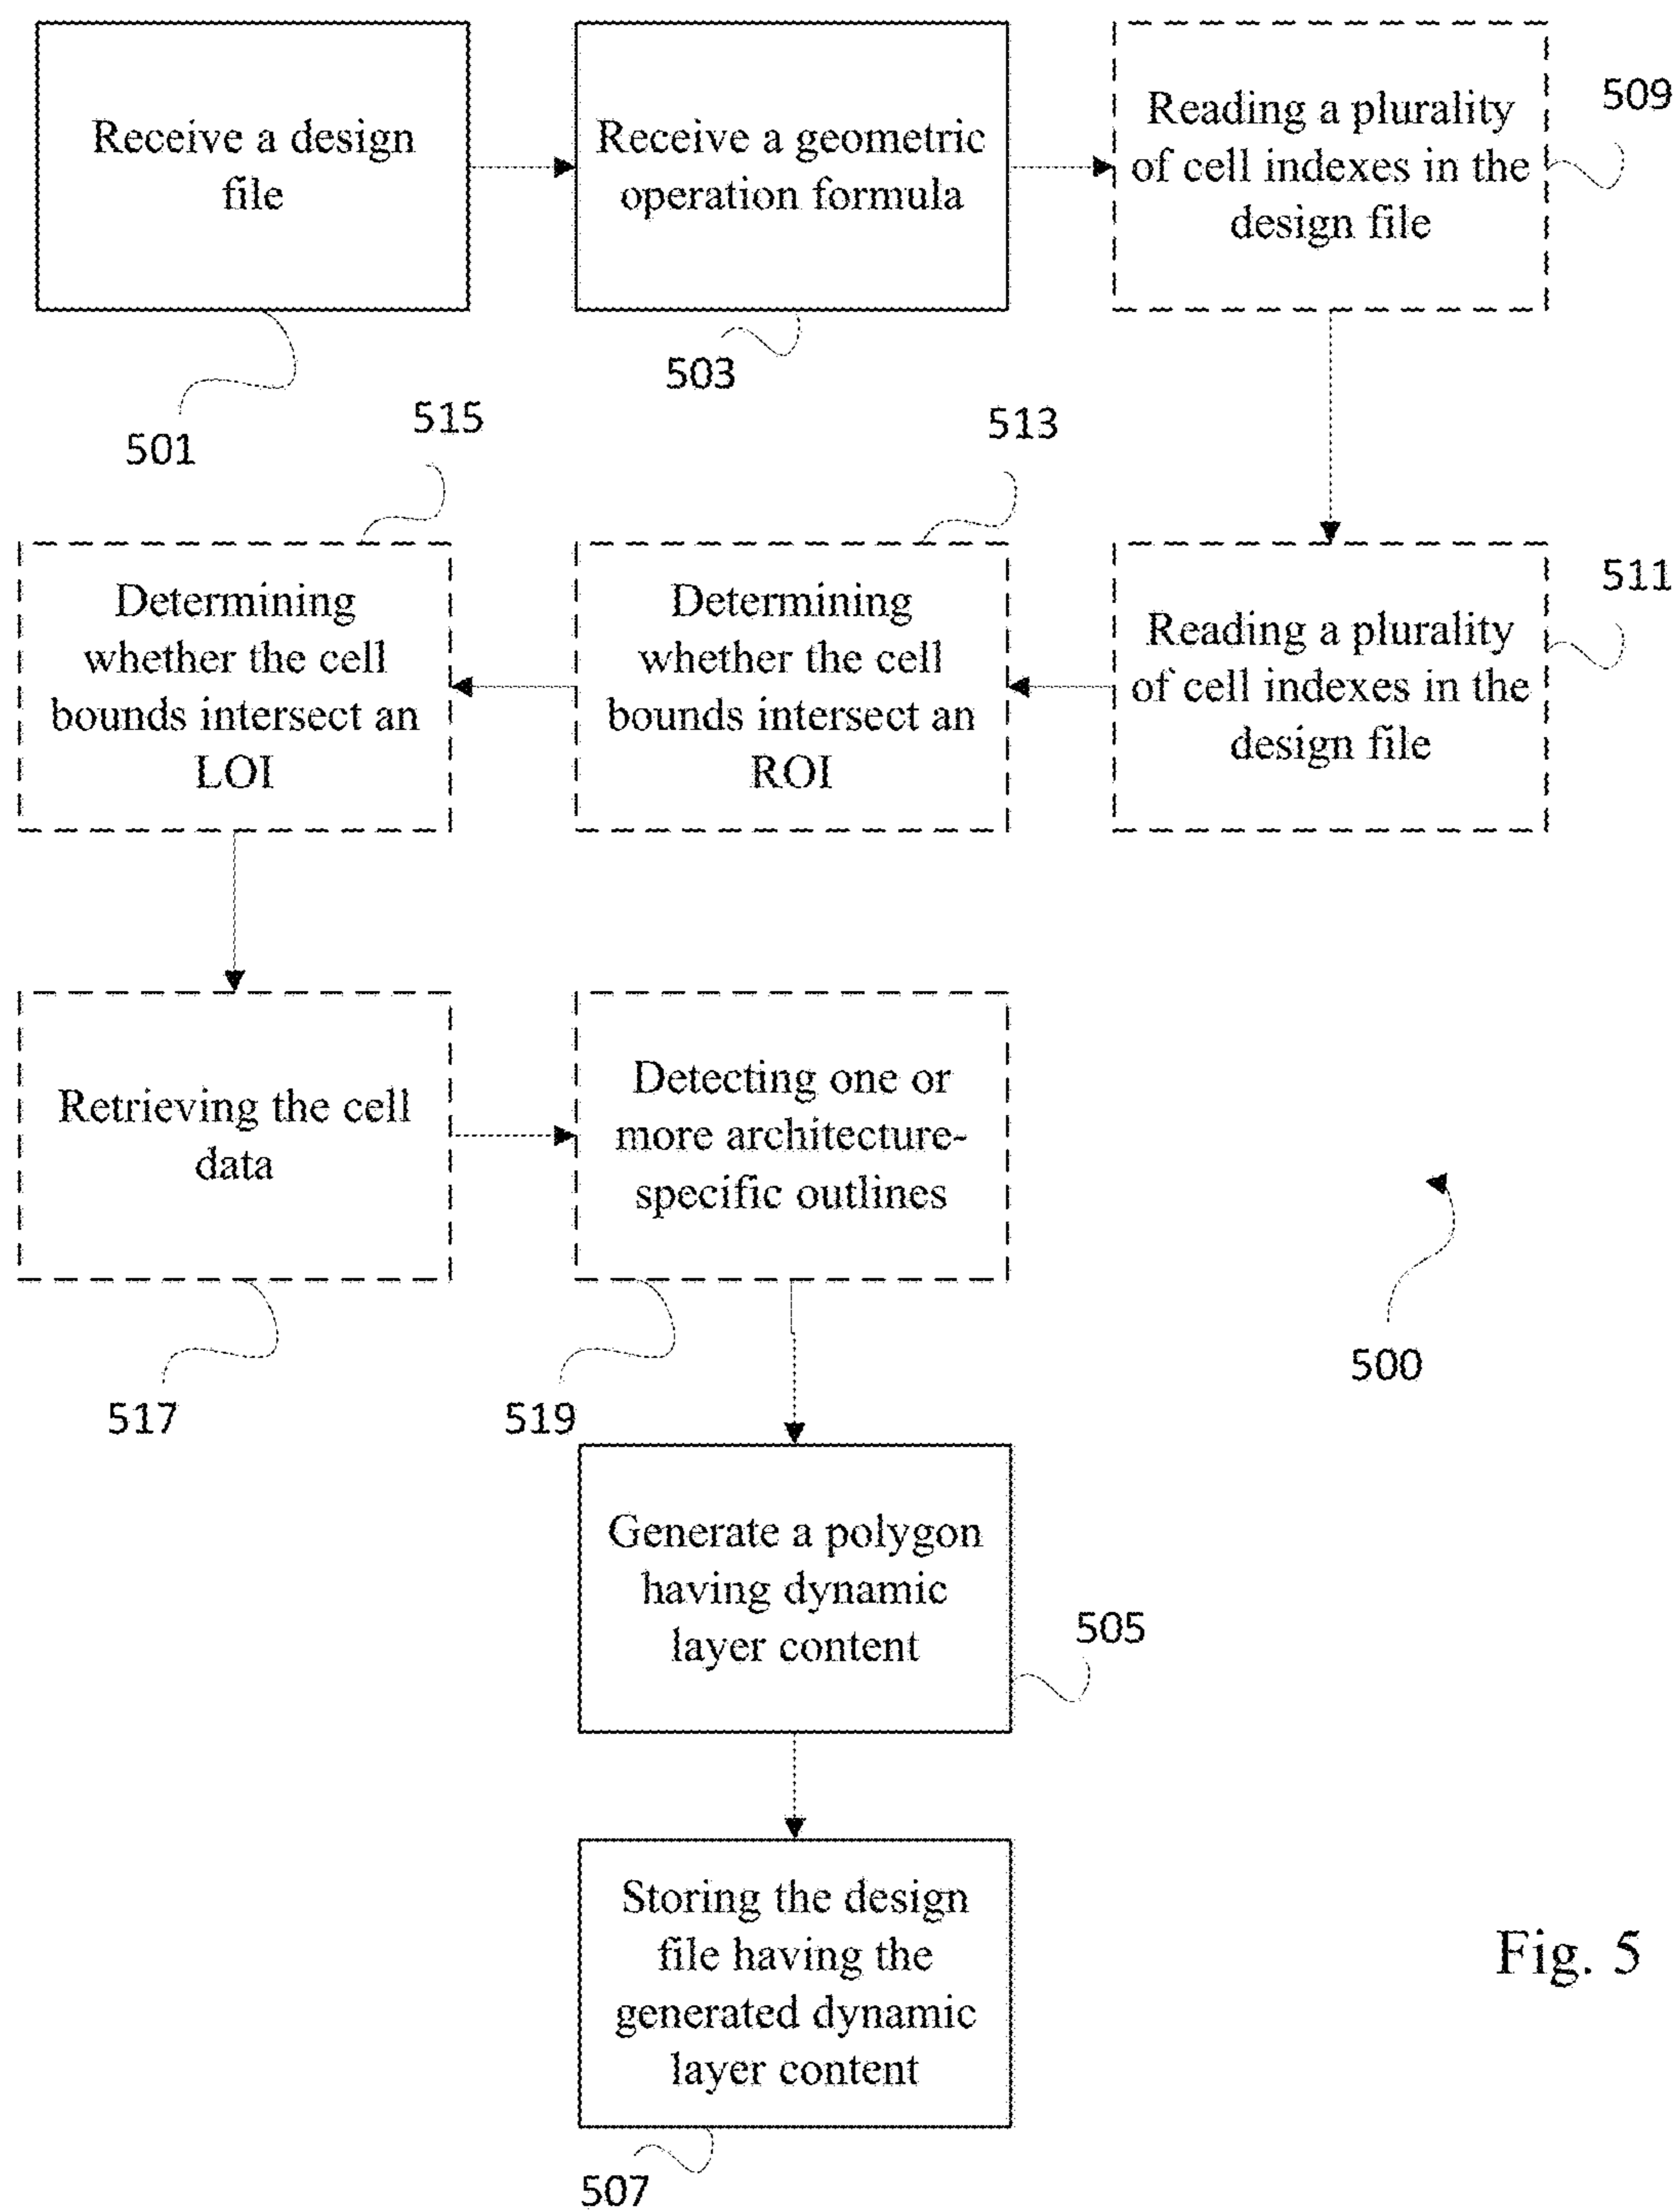 Receive a design
file
501
Receive a geometric
operation formula
503
Reading a plurality
of cell indexes in the
design file
509
Reading a plurality
of cell indexes in the
design file
511
Determining
whether the cell
bounds intersect an
ROI
513
Determining
whether the cell
bounds intersect an
LOI
515
Retrieving the cell
data
517
Detecting one or
more architecture-
specific outlines
519
500
Generate a polygon
having dynamic
layer content
505
Storing the design
file having the
generated dynamic
layer content
507
Fig. 5